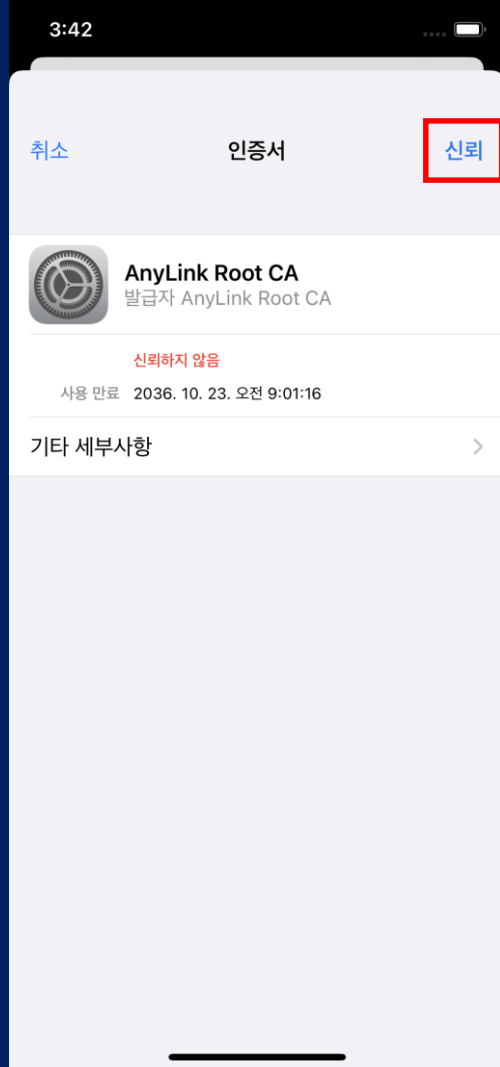 3:42
취소
인증서
신뢰
AnyLink Root CA
발급자 AnyLink Root CA
신뢰하지 않음
사용 만료 2036. 10. 23. 오전 9:01:16
기타 세부사항